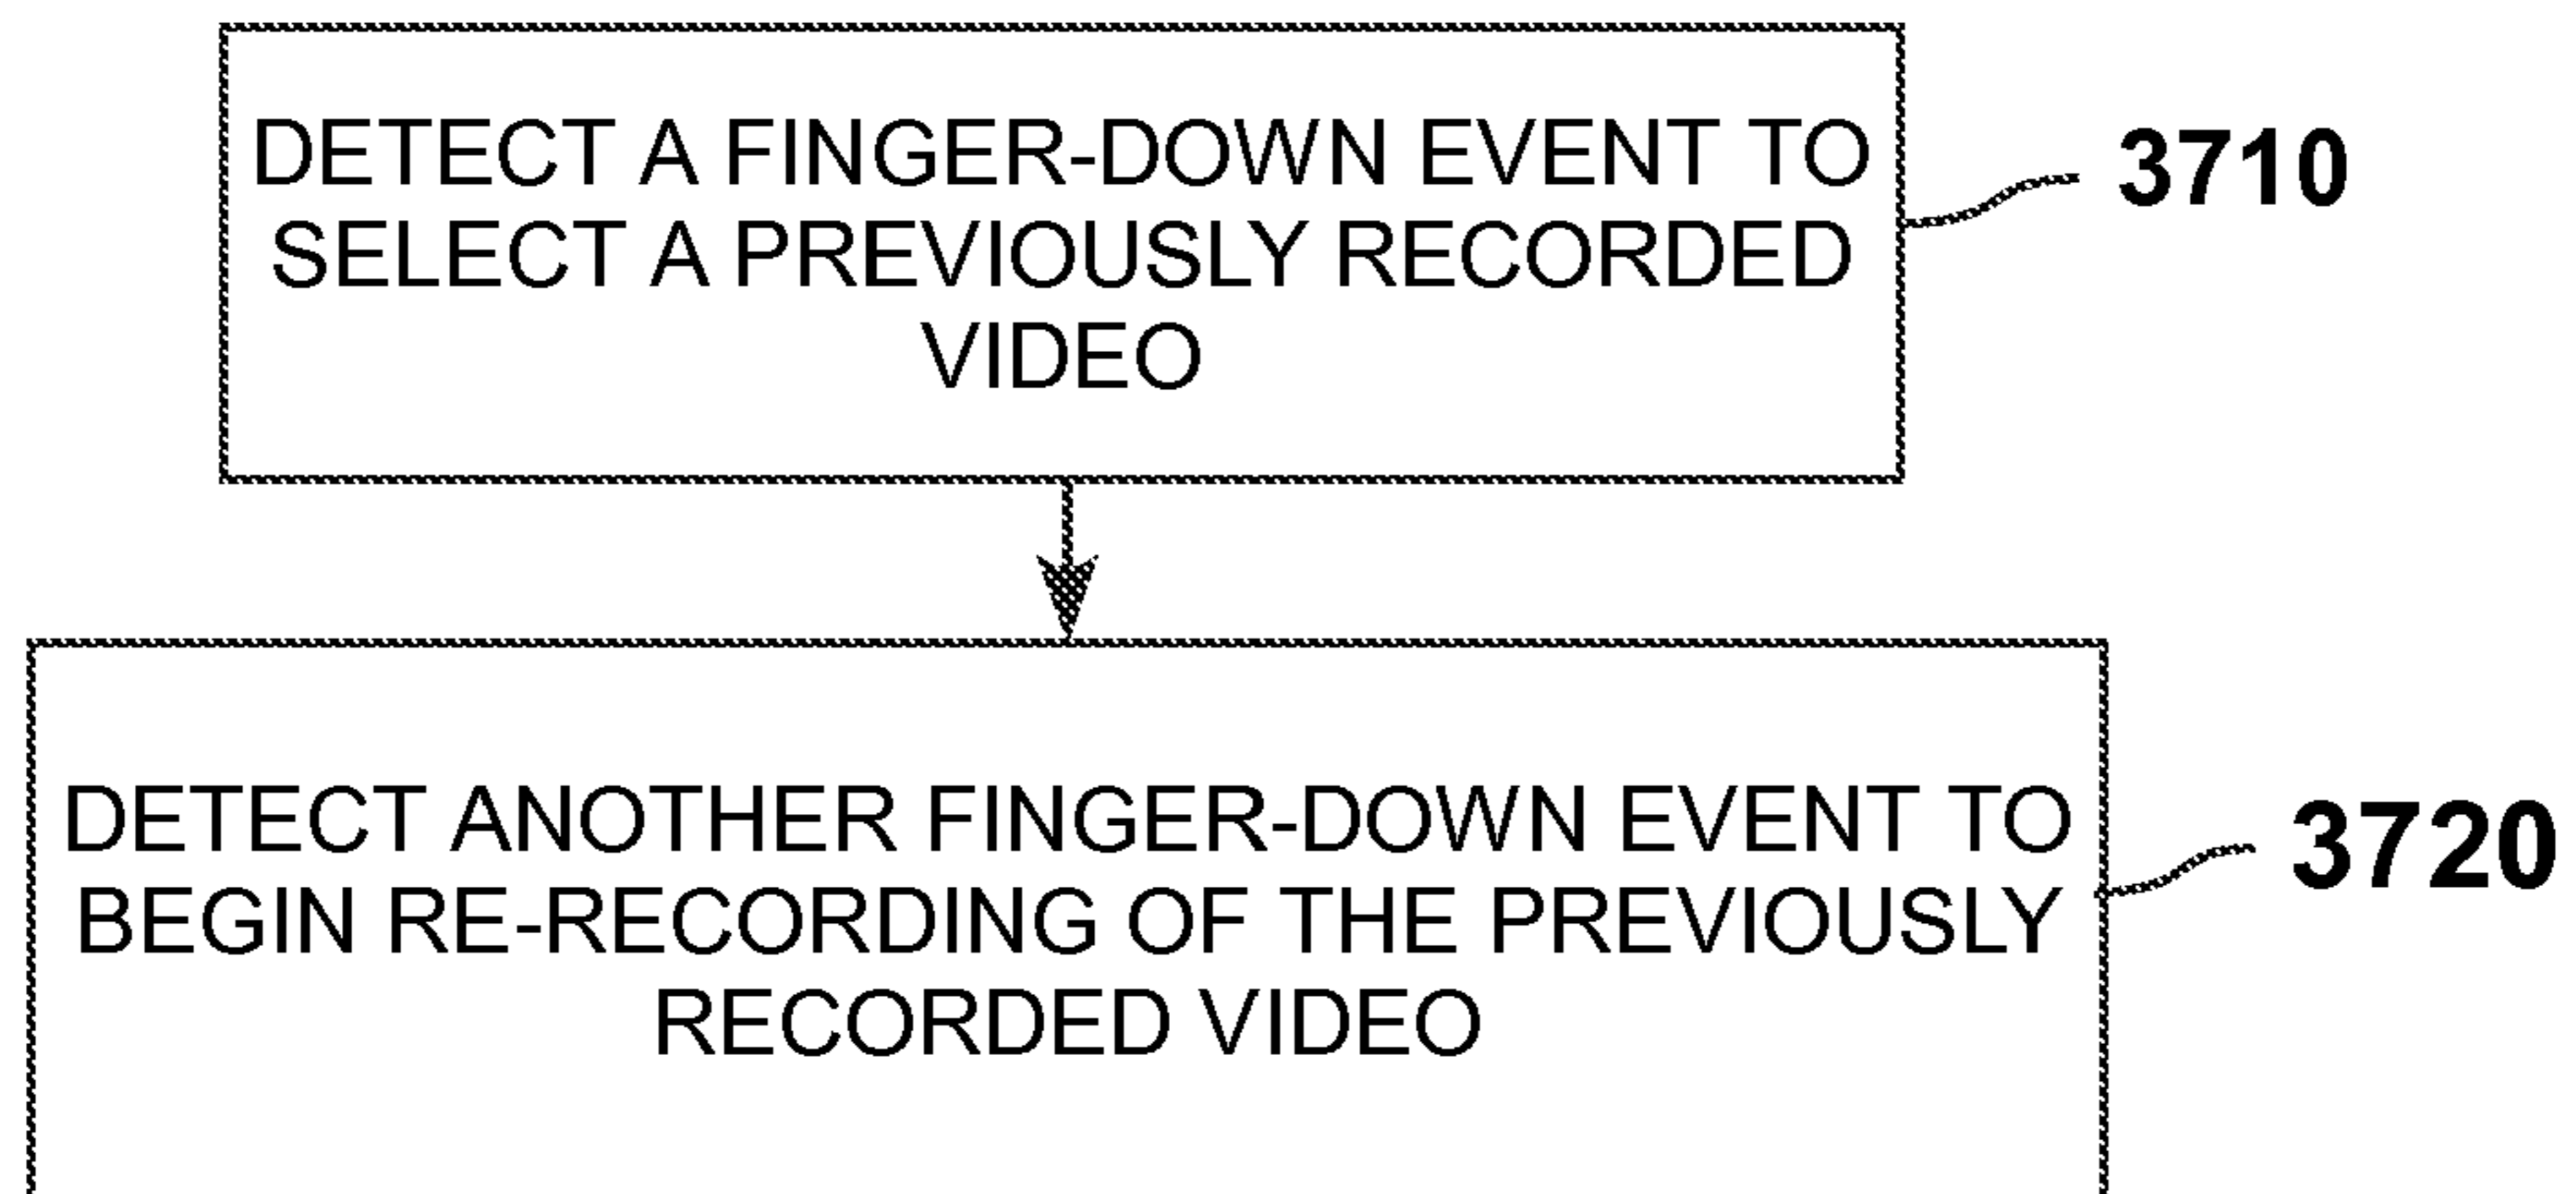 DETECT A FINGER-DOWN EVENT TO
SELECT A PREVIOUSLY RECORDED
VIDEO
3710
DETECT ANOTHER FINGER-DOWN EVENT TO
BEGIN RE-RECORDING OF THE PREVIOUSLY
RECORDED VIDEO
3720